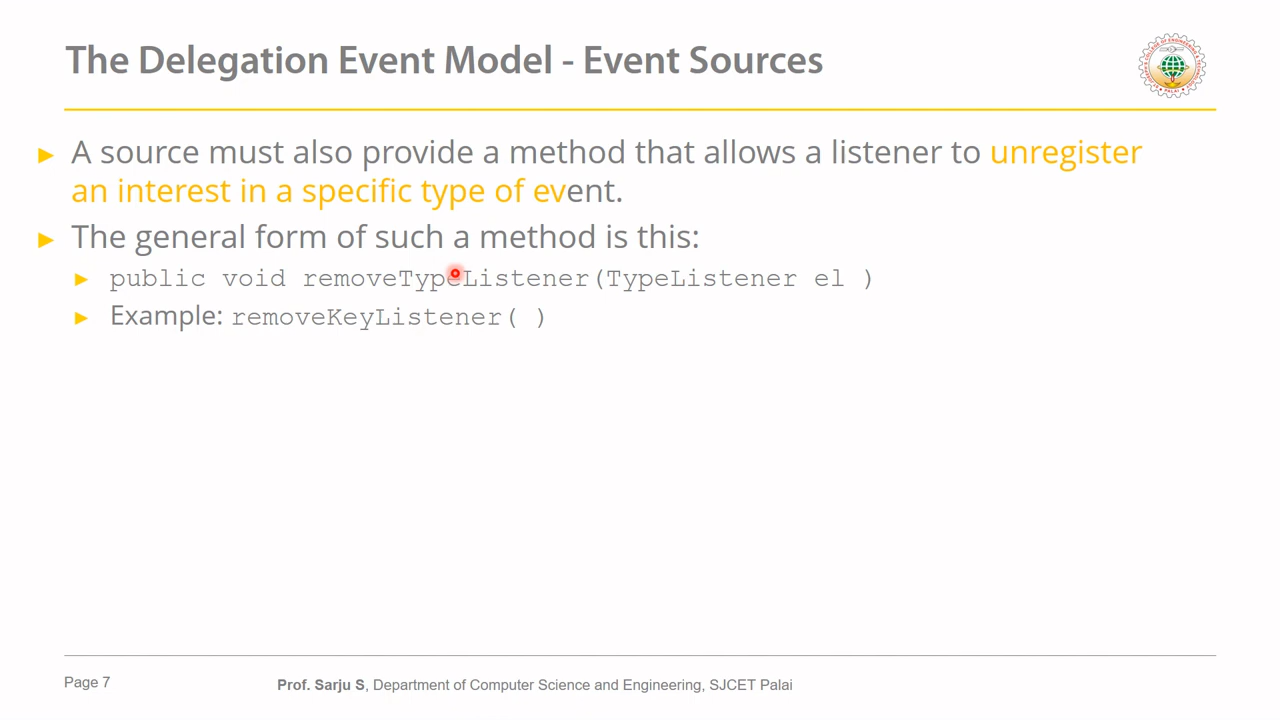 The Delegation Event Model - Event Sources
A source must also provide a method that allows a listener to unregister
an interest in a specific type of event.
The general form of such a method is this:
public void removeTypeListener(TypeListener el )
Example: removeKeyListener( )
Page 7
Prof. Sarju S, Department of Computer Science and Engineering, SJCET Palai